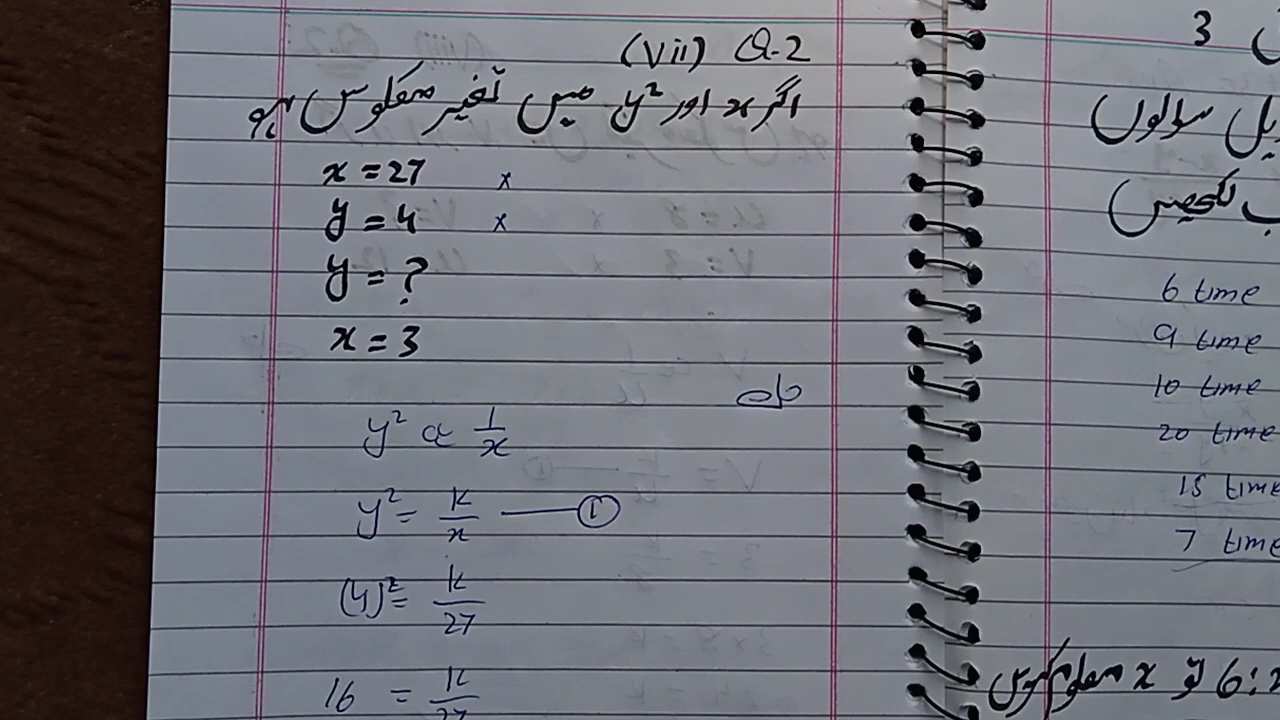 (Vii) Q-2
اگر x اور y² میں تغیر معکوس ہو
x = 27 x
y = 4 x
y = ?
x = 3
حل
y² ∝ 1/x
y² = k/x —— ①
(4)² = k/27
16 = k/27
3
سوالوں
لکھیں
6 time
9 time
10 time
20 time
15 time
7 time
تو x معلوم کریں